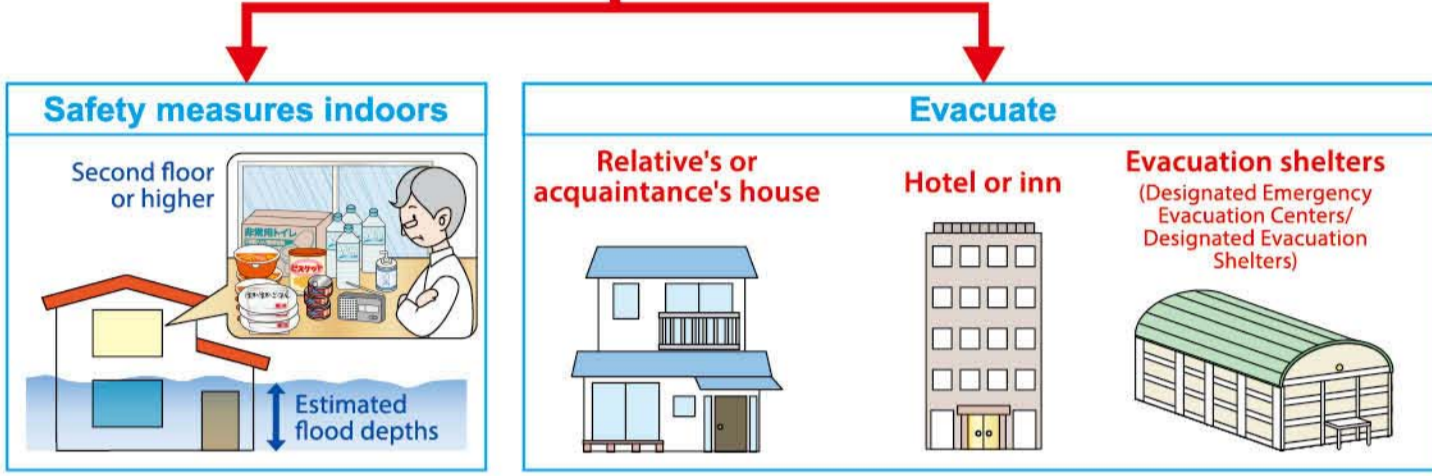 Safety measures indoors
Second floor
or higher
非常用トイレ
ビスケット
Estimated
flood depths
Evacuate
Relative's or
acquaintance's house
Hotel or inn
Evacuation shelters
(Designated Emergency
Evacuation Centers/
Designated Evacuation
Shelters)